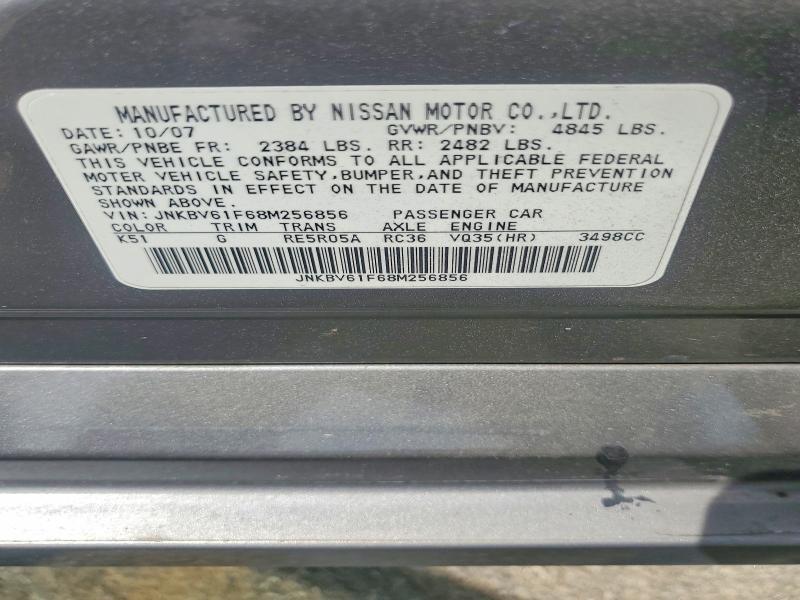 MANUFACTURED BY NISSAN MOTOR CO.,LTD.
DATE: 10/07 GVWR/PNBV: 4845 LBS.
GAWR/PNBE FR: 2384 LBS. RR: 2482 LBS.
THIS VEHICLE CONFORMS TO ALL APPLICABLE FEDERAL
MOTOR VEHICLE SAFETY,BUMPER,AND THEFT PREVENTION
STANDARDS IN EFFECT ON THE DATE OF MANUFACTURE
SHOWN ABOVE.
VIN: JNKBV61F68M256856 PASSENGER CAR
COLOR TRIM TRANS AXLE ENGINE
K51 G RE5R05A RC36 VQ35(HR) 3498CC
JNKBV61F68M256856